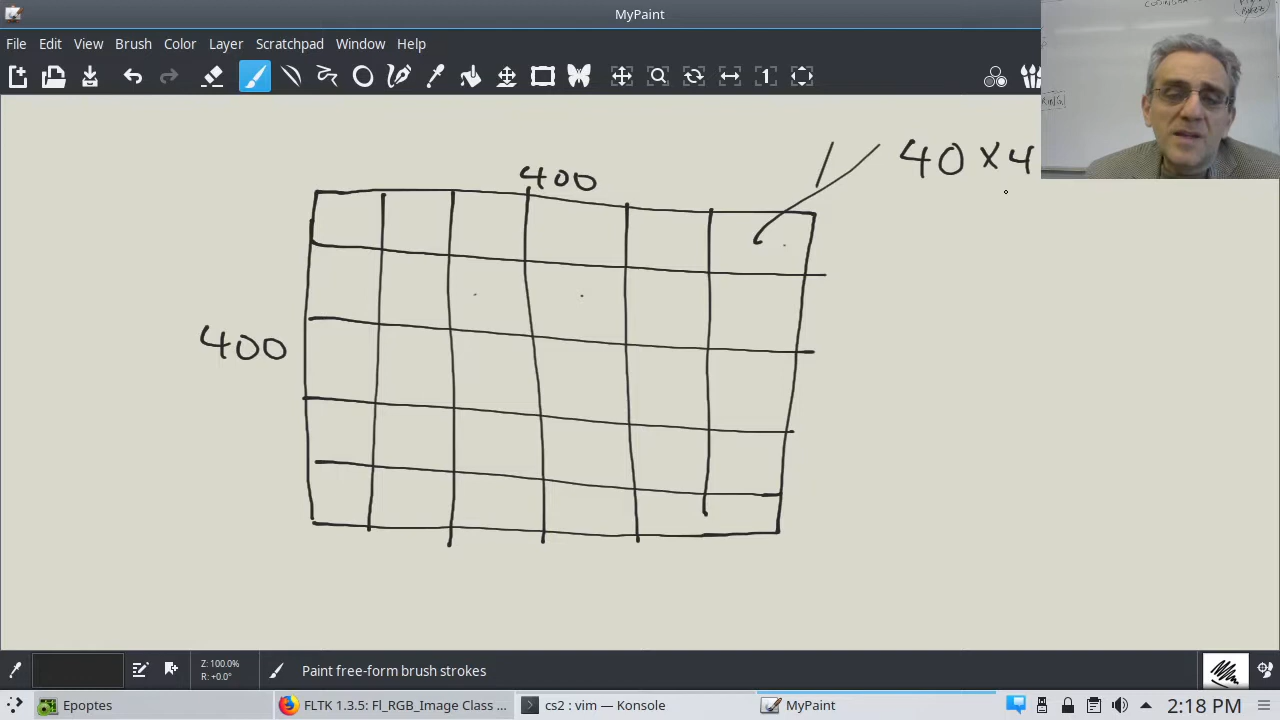 MyPaint
File Edit View Brush Color Layer Scratchpad Window Help
1
400
40 x 4
400
Z: 100.0%
R: +0.0°
Paint free-form brush strokes
Epoptes
FLTK 1.3.5: Fl_RGB_Image Class ...
cs2 : vim — Konsole
MyPaint
2:18 PM